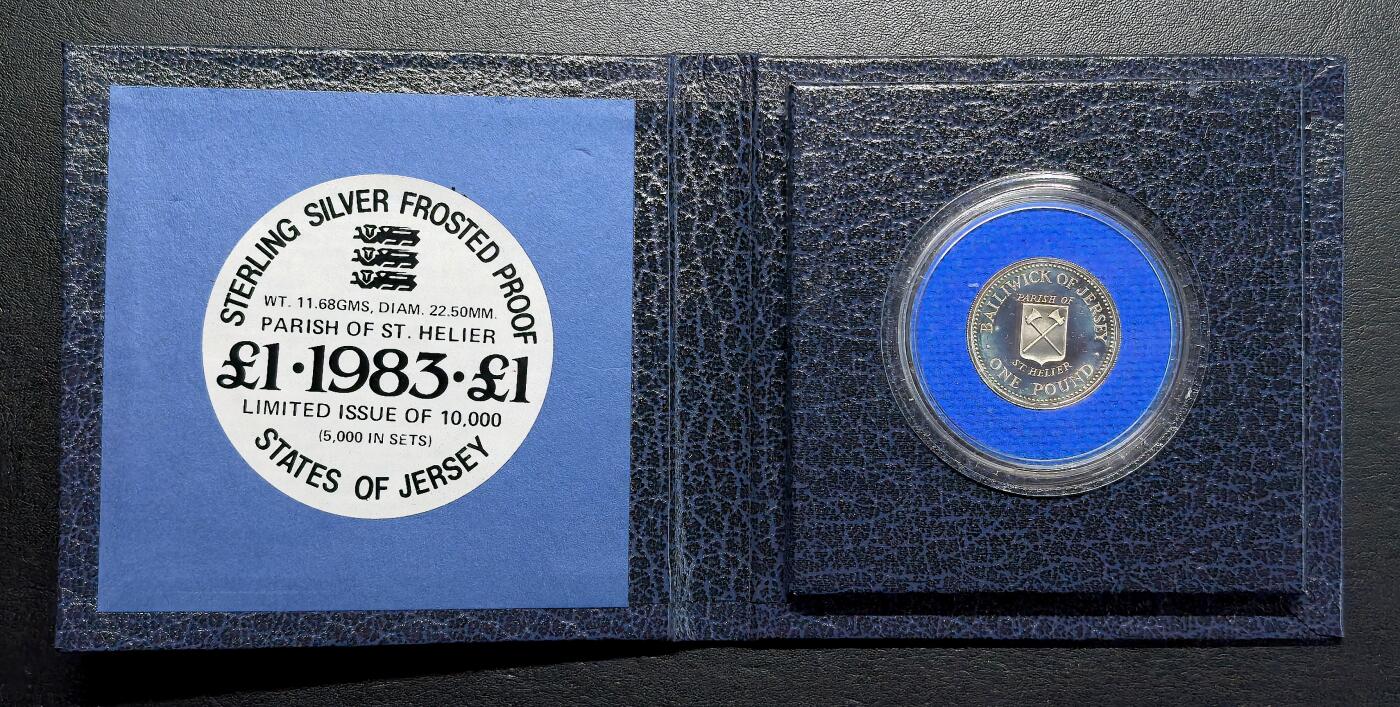 STERLING SILVER FROSTED PROOF
WT. 11.68GMS, DIAM. 22.50MM.
PARISH OF ST. HELIER
£1·1983·£1
LIMITED ISSUE OF 10,000
(5,000 IN SETS)
STATES OF JERSEY
BAILIWICK OF JERSEY
PARISH OF
ST HELIER
ONE POUND